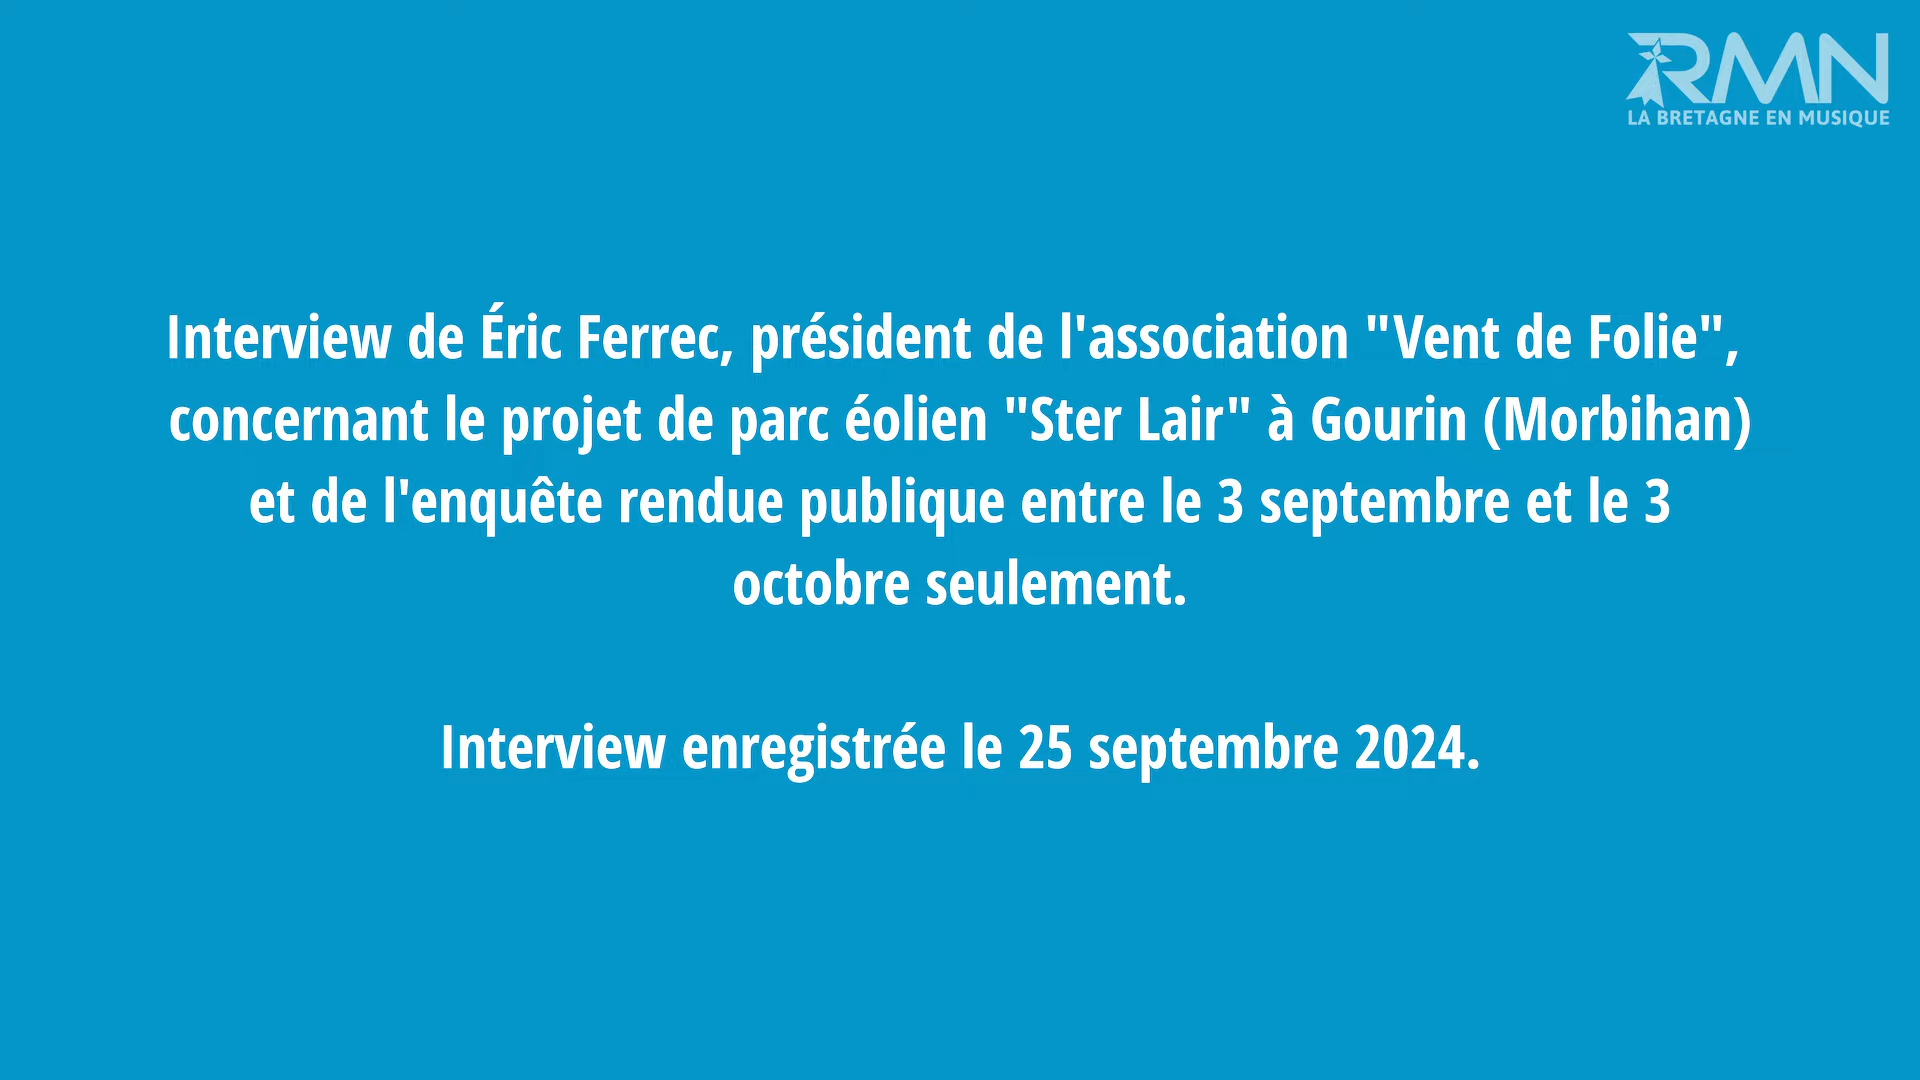 RMN
LA BRETAGNE EN MUSIQUE
Interview de Éric Ferrec, président de l'association "Vent de Folie",
concernant le projet de parc éolien "Ster Lair" à Gourin (Morbihan)
et de l'enquête rendue publique entre le 3 septembre et le 3
octobre seulement.
Interview enregistrée le 25 septembre 2024.